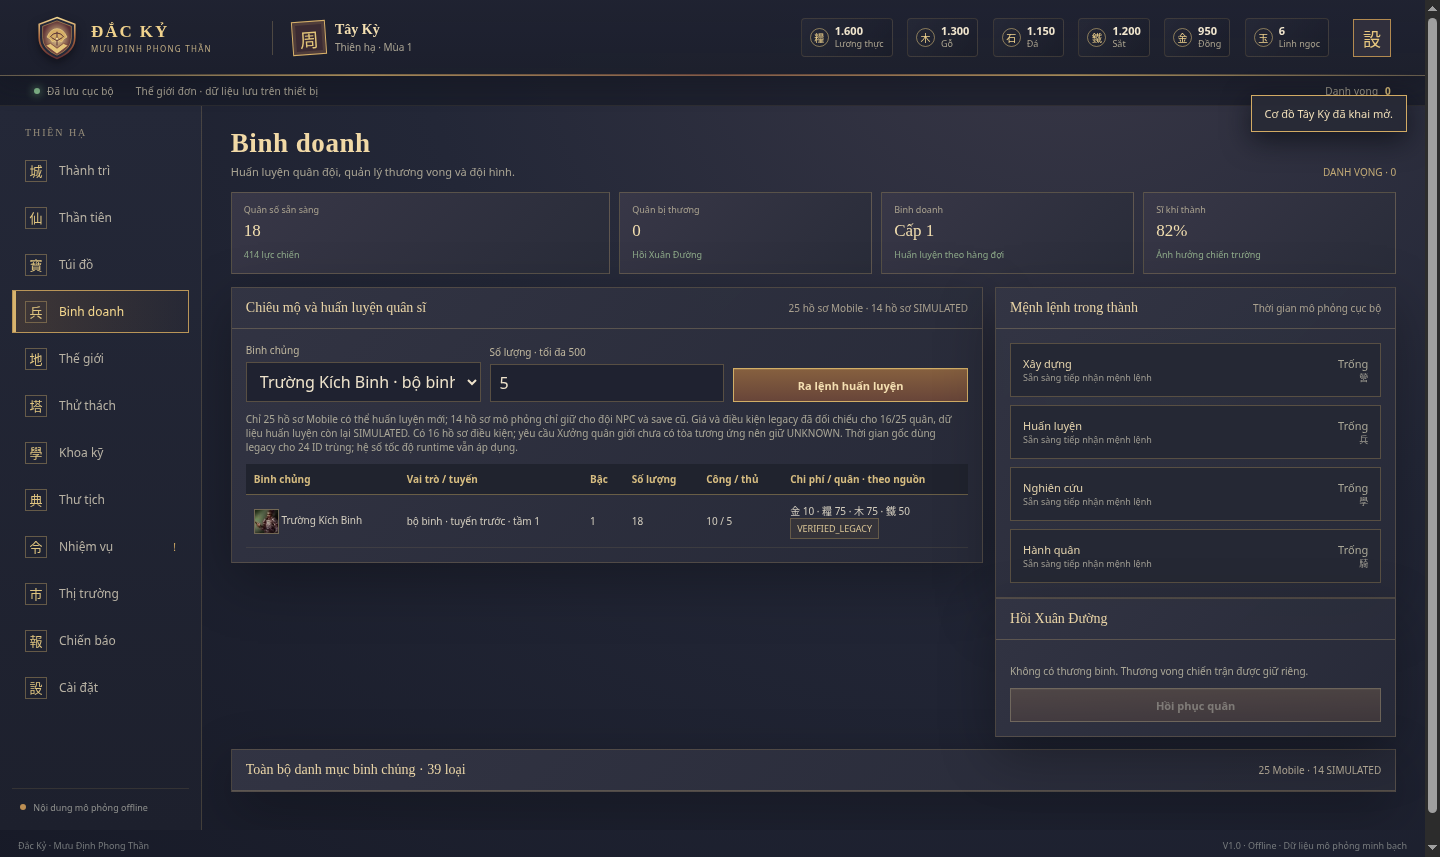 ĐẮC KỶ
MƯU ĐỊNH PHONG THẦN
周
Tây Kỳ
Thiên hạ · Mùa 1
糧 1.600 Lương thực
木 1.300 Gỗ
石 1.150 Đá
鐵 1.200 Sắt
金 950 Đồng
玉 6 Linh ngọc
設
Đã lưu cục bộ
Thế giới đơn · dữ liệu lưu trên thiết bị
Danh vọng 0
Cơ đồ Tây Kỳ đã khai mở.
THIÊN HẠ
城 Thành trì
仙 Thần tiên
寶 Túi đồ
兵 Binh doanh
地 Thế giới
塔 Thử thách
學 Khoa kỹ
典 Thư tịch
令 Nhiệm vụ !
市 Thị trường
報 Chiến báo
設 Cài đặt
Nội dung mô phỏng offline
Binh doanh
Huấn luyện quân đội, quản lý thương vong và đội hình.
DANH VỌNG · 0
Quân số sẵn sàng
18
414 lực chiến
Quân bị thương
0
Hồi Xuân Đường
Binh doanh
Cấp 1
Huấn luyện theo hàng đợi
Sĩ khí thành
82%
Ảnh hưởng chiến trường
Chiêu mộ và huấn luyện quân sĩ
25 hồ sơ Mobile · 14 hồ sơ SIMULATED
Binh chủng
Trường Kích Binh · bộ binh
Số lượng · tối đa 500
5
Ra lệnh huấn luyện
Chỉ 25 hồ sơ Mobile có thể huấn luyện mới; 14 hồ sơ mô phỏng chỉ giữ cho đội NPC và save cũ. Giá và điều kiện legacy đã đối chiếu cho 16/25 quân, dữ
liệu huấn luyện còn lại SIMULATED. Có 16 hồ sơ điều kiện; yêu cầu Xưởng quân giới chưa có tòa tương ứng nên giữ UNKNOWN. Thời gian gốc dùng
legacy cho 24 ID trùng; hệ số tốc độ runtime vẫn áp dụng.
Binh chủng Vai trò / tuyến Bậc Số lượng Công / thủ Chi phí / quân · theo nguồn
Trường Kích Binh bộ binh · tuyến trước · tầm 1 1 18 10 / 5 金 10 · 糧 75 · 木 75 · 鐵 50
VERIFIED_LEGACY
Mệnh lệnh trong thành
Thời gian mô phỏng cục bộ
Xây dựng Trống
Sẵn sàng tiếp nhận mệnh lệnh 營
Huấn luyện Trống
Sẵn sàng tiếp nhận mệnh lệnh 兵
Nghiên cứu Trống
Sẵn sàng tiếp nhận mệnh lệnh 學
Hành quân Trống
Sẵn sàng tiếp nhận mệnh lệnh 騎
Hồi Xuân Đường
Không có thương binh. Thương vong chiến trận được giữ riêng.
Hồi phục quân
Toàn bộ danh mục binh chủng · 39 loại
25 Mobile · 14 SIMULATED
Đắc Kỷ · Mưu Định Phong Thần
V1.0 · Offline · Dữ liệu mô phỏng minh bạch